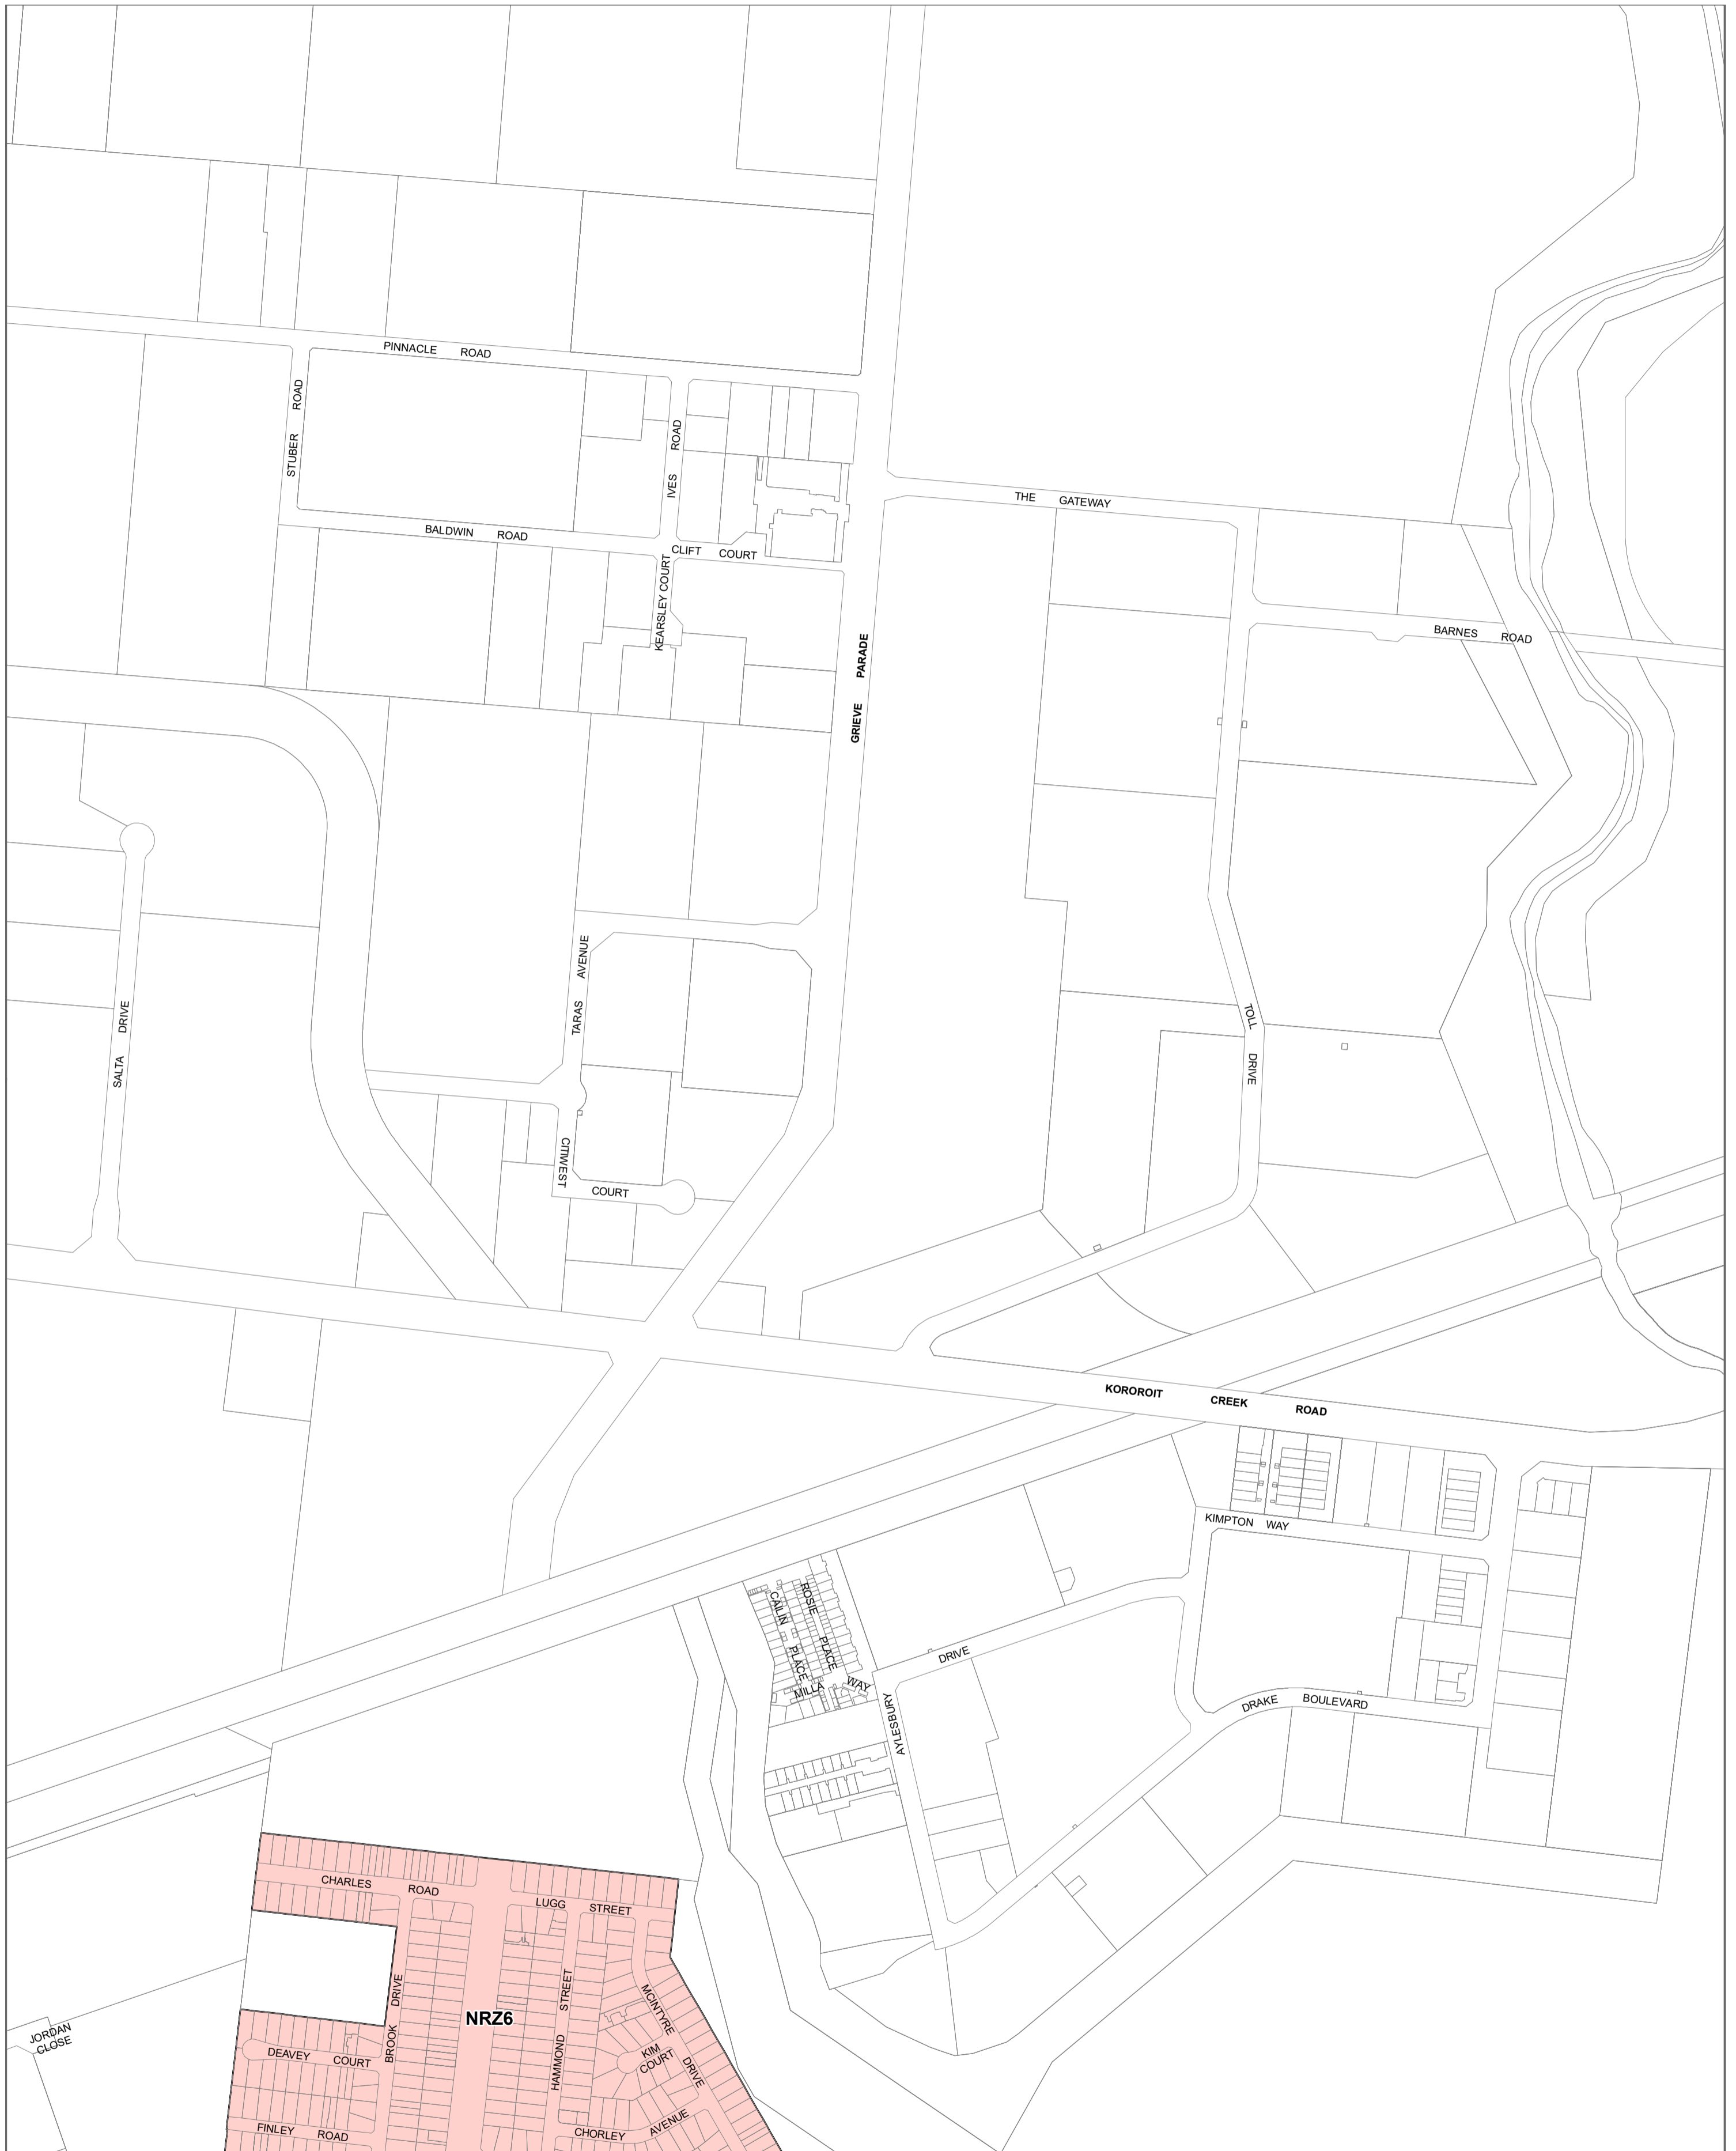 PINNACLE ROAD
STUBER ROAD
IVES ROAD
THE GATEWAY
BALDWIN ROAD
CLIFT COURT
KEARSLEY COURT
BARNES ROAD
GRIEVE PARADE
TARAS AVENUE
SALTA DRIVE
TOLL DRIVE
CITIWEST
COURT
KOROROIT CREEK ROAD
KIMPTON WAY
CAILIN PLACE
ROSIE PLACE
MILLA WAY
AYLESBURY DRIVE
DRAKE BOULEVARD
CHARLES ROAD
LUGG STREET
BROOK DRIVE
HAMMOND STREET
NRZ6
MCINTYRE DRIVE
JORDAN
CLOSE
KIM
COURT
DEAVEY COURT
FINLEY ROAD
CHORLEY AVENUE